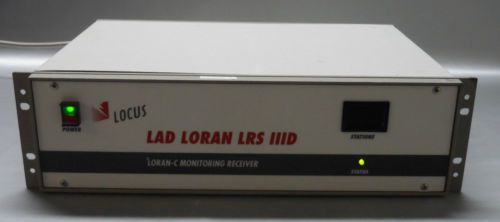 LOCUS
POWER
LAD LORAN LRS IIID
STATIONS
LORAN-C MONITORING RECEIVER
STATUS